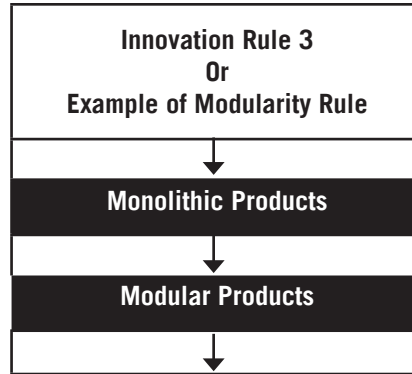 Innovation Rule 3
Or
Example of Modularity Rule
Monolithic Products
Modular Products